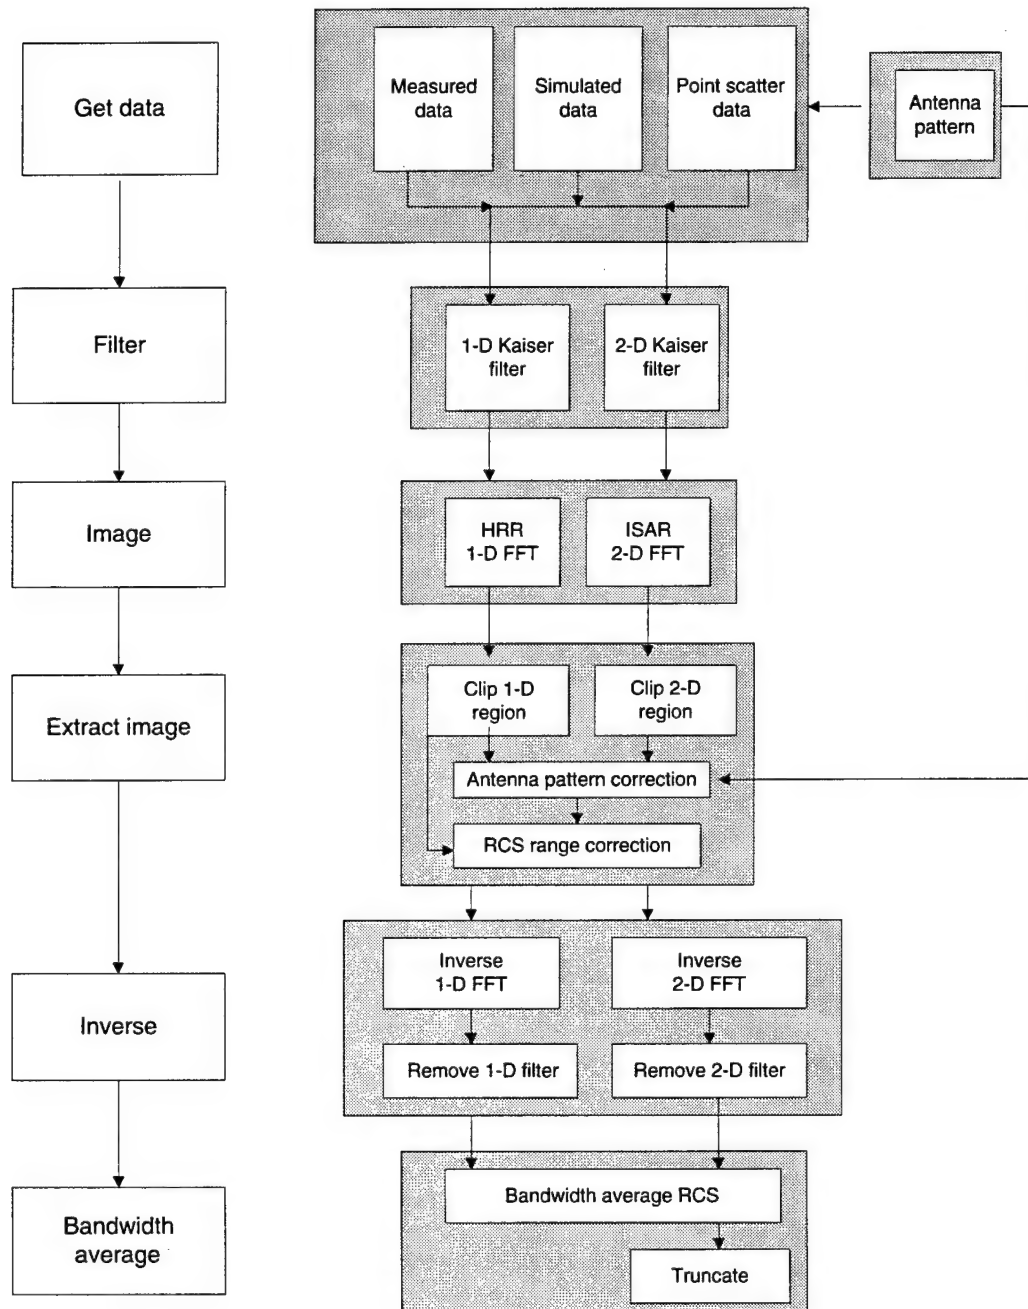 Get data
Measured
data
Simulated
data
Point scatter
data
Antenna
pattern
Filter
1-D Kaiser
filter
2-D Kaiser
filter
Image
HRR
1-D FFT
ISAR
2-D FFT
Extract image
Clip 1-D
region
Clip 2-D
region
Antenna pattern correction
RCS range correction
Inverse
Inverse
1-D FFT
Inverse
2-D FFT
Remove 1-D filter
Remove 2-D filter
Bandwidth
average
Bandwidth average RCS
Truncate